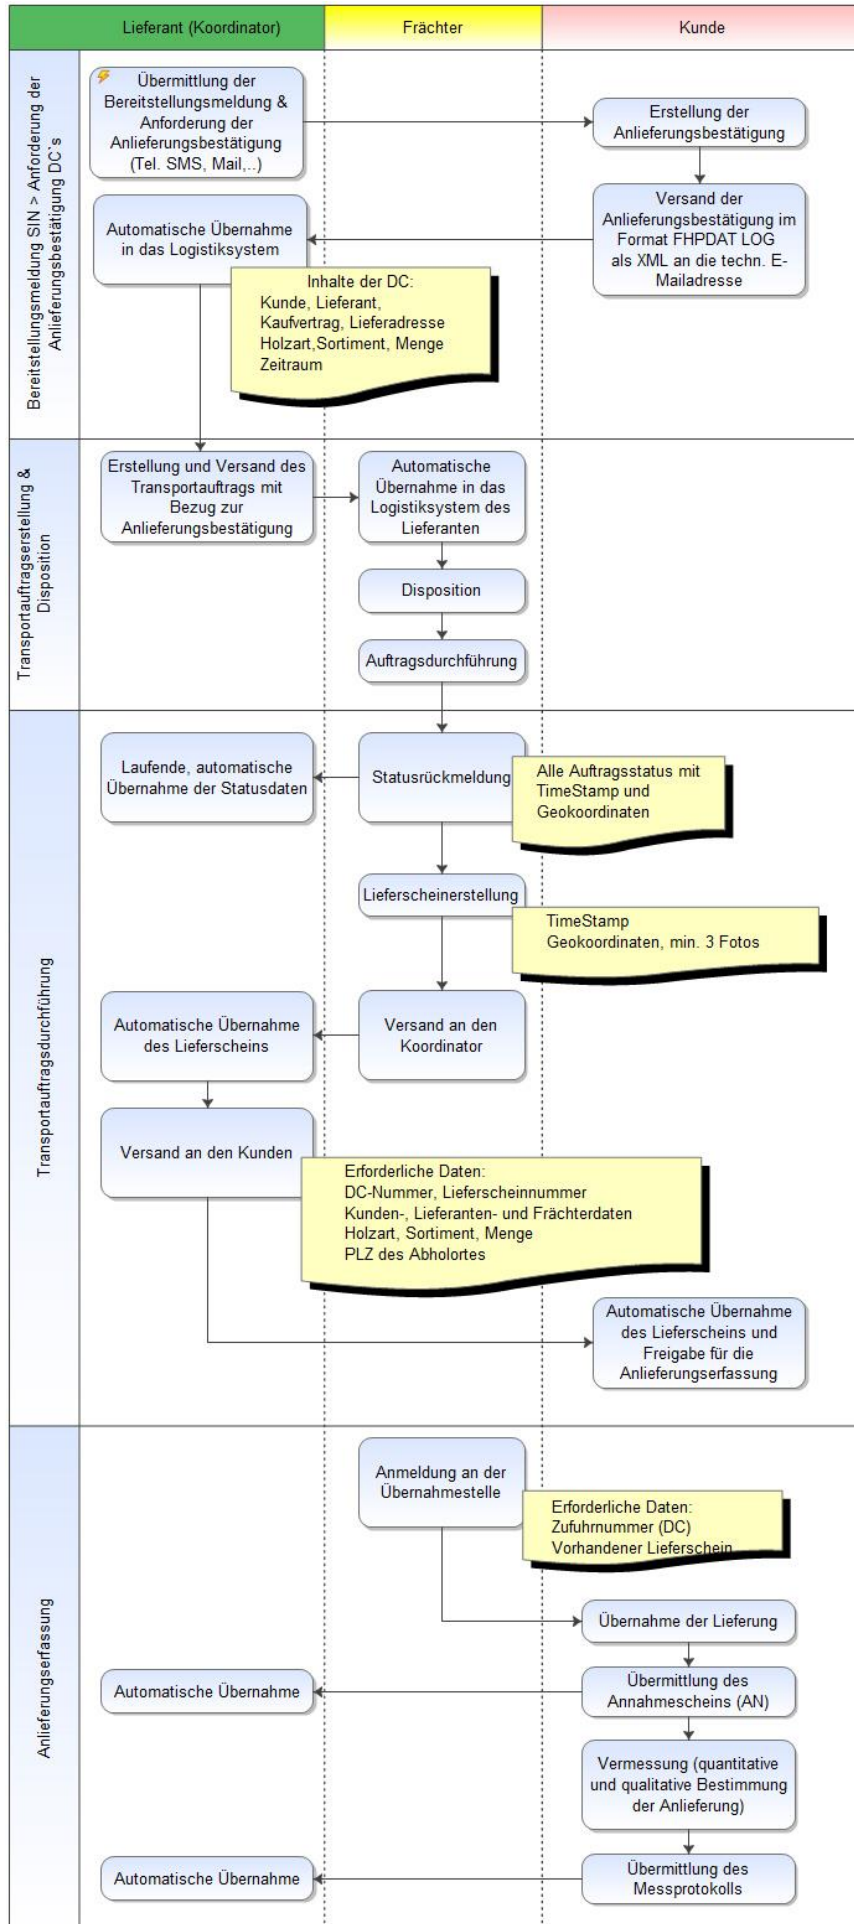 Lieferant (Koordinator)
Frächter
Kunde
Bereitstellungsmeldung SIN > Anforderung der
Anlieferungsbestätigung DC`s
Übermittlung der
Bereitstellungsmeldung &
Anforderung der
Anlieferungsbestätigung
(Tel. SMS, Mail,..)
Erstellung der
Anlieferungsbestätigung
Versand der
Anlieferungsbestätigung im
Format FHPDAT LOG
als XML an die techn. E-
Mailadresse
Automatische Übernahme
in das Logistiksystem
Inhalte der DC:
Kunde, Lieferant,
Kaufvertrag, Lieferadresse
Holzart,Sortiment, Menge
Zeitraum
Transportauftragserstellung &
Disposition
Erstellung und Versand des
Transportauftrags mit
Bezug zur
Anlieferungsbestätigung
Automatische
Übernahme in das
Logistiksystem des
Lieferanten
Disposition
Auftragsdurchführung
Transportauftragsdurchführung
Laufende, automatische
Übernahme der Statusdaten
Statusrückmeldung
Alle Auftragsstatus mit
TimeStamp und
Geokoordinaten
Lieferscheinerstellung
TimeStamp
Geokoordinaten, min. 3 Fotos
Automatische Übernahme
des Lieferscheins
Versand an den
Koordinator
Versand an den Kunden
Erforderliche Daten:
DC-Nummer, Lieferscheinnummer
Kunden-, Lieferanten- und Frächterdaten
Holzart, Sortiment, Menge
PLZ des Abholortes
Automatische Übernahme
des Lieferscheins und
Freigabe für die
Anlieferungserfassung
Anlieferungserfassung
Anmeldung an der
Übernahmestelle
Erforderliche Daten:
Zufuhrnummer (DC)
Vorhandener Lieferschein
Übernahme der Lieferung
Automatische Übernahme
Übermittlung des
Annahmescheins (AN)
Vermessung (quantitative
und qualitative Bestimmung
der Anlieferung)
Automatische Übernahme
Übermittlung des
Messprotokolls